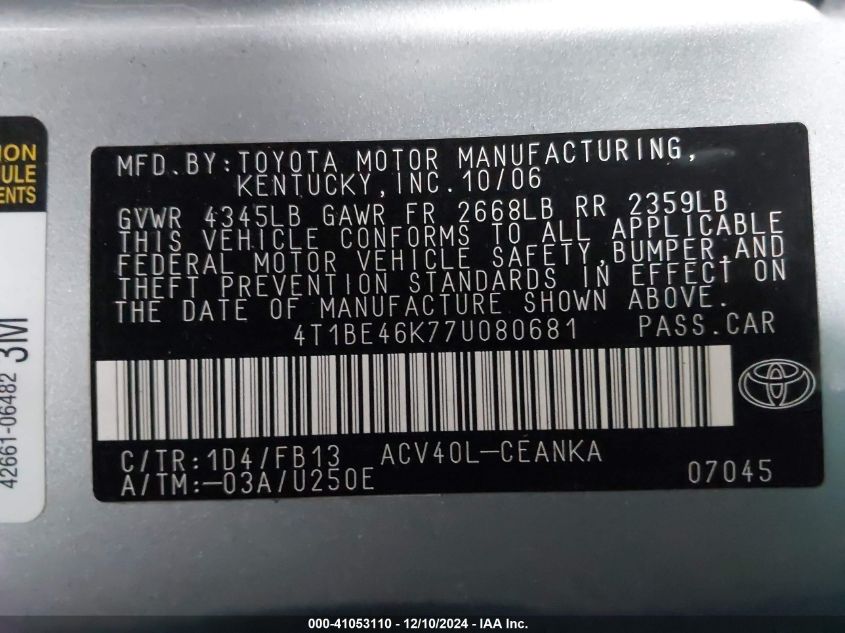 MFD.BY:TOYOTA MOTOR MANUFACTURING,
KENTUCKY,INC.10/06
GVWR 4345LB GAWR FR 2668LB RR 2359LB
THIS VEHICLE CONFORMS TO ALL APPLICABLE
FEDERAL MOTOR VEHICLE SAFETY,BUMPER,AND
THEFT PREVENTION STANDARDS IN EFFECT ON
THE DATE OF MANUFACTURE SHOWN ABOVE.
4T1BE46K77U080681 PASS.CAR
C/TR:1D4/FB13 ACV40L-CEANKA
A/TM:-03A/U250E 07045
ION
ULE
ENTS
42661-06482 3M
000-41053110 - 12/10/2024 - IAA Inc.